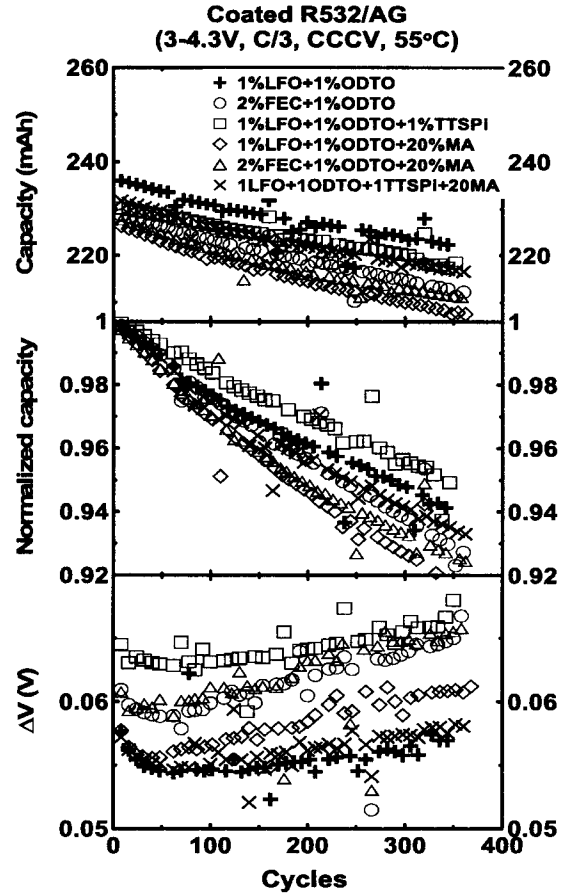 Coated R532/AG
(3-4.3V, C/3, CCCV, 55°C)
260
260
1%LFO+1%ODTO
2%FEC+1%ODTO
1%LFO+1%ODTO+1%TTSPi
1%LFO+1%ODTO+20%MA
2%FEC+1%ODTO+20%MA
1LFO+1ODTO+1TTSPi+20MA
Capacity (mAh)
240
240
220
220
1
1
Normalized capacity
0.98
0.98
0.96
0.96
0.94
0.94
0.92
0.92
ΔV (V)
0.06
0.06
0.05
0.05
0
100
200
300
400
Cycles